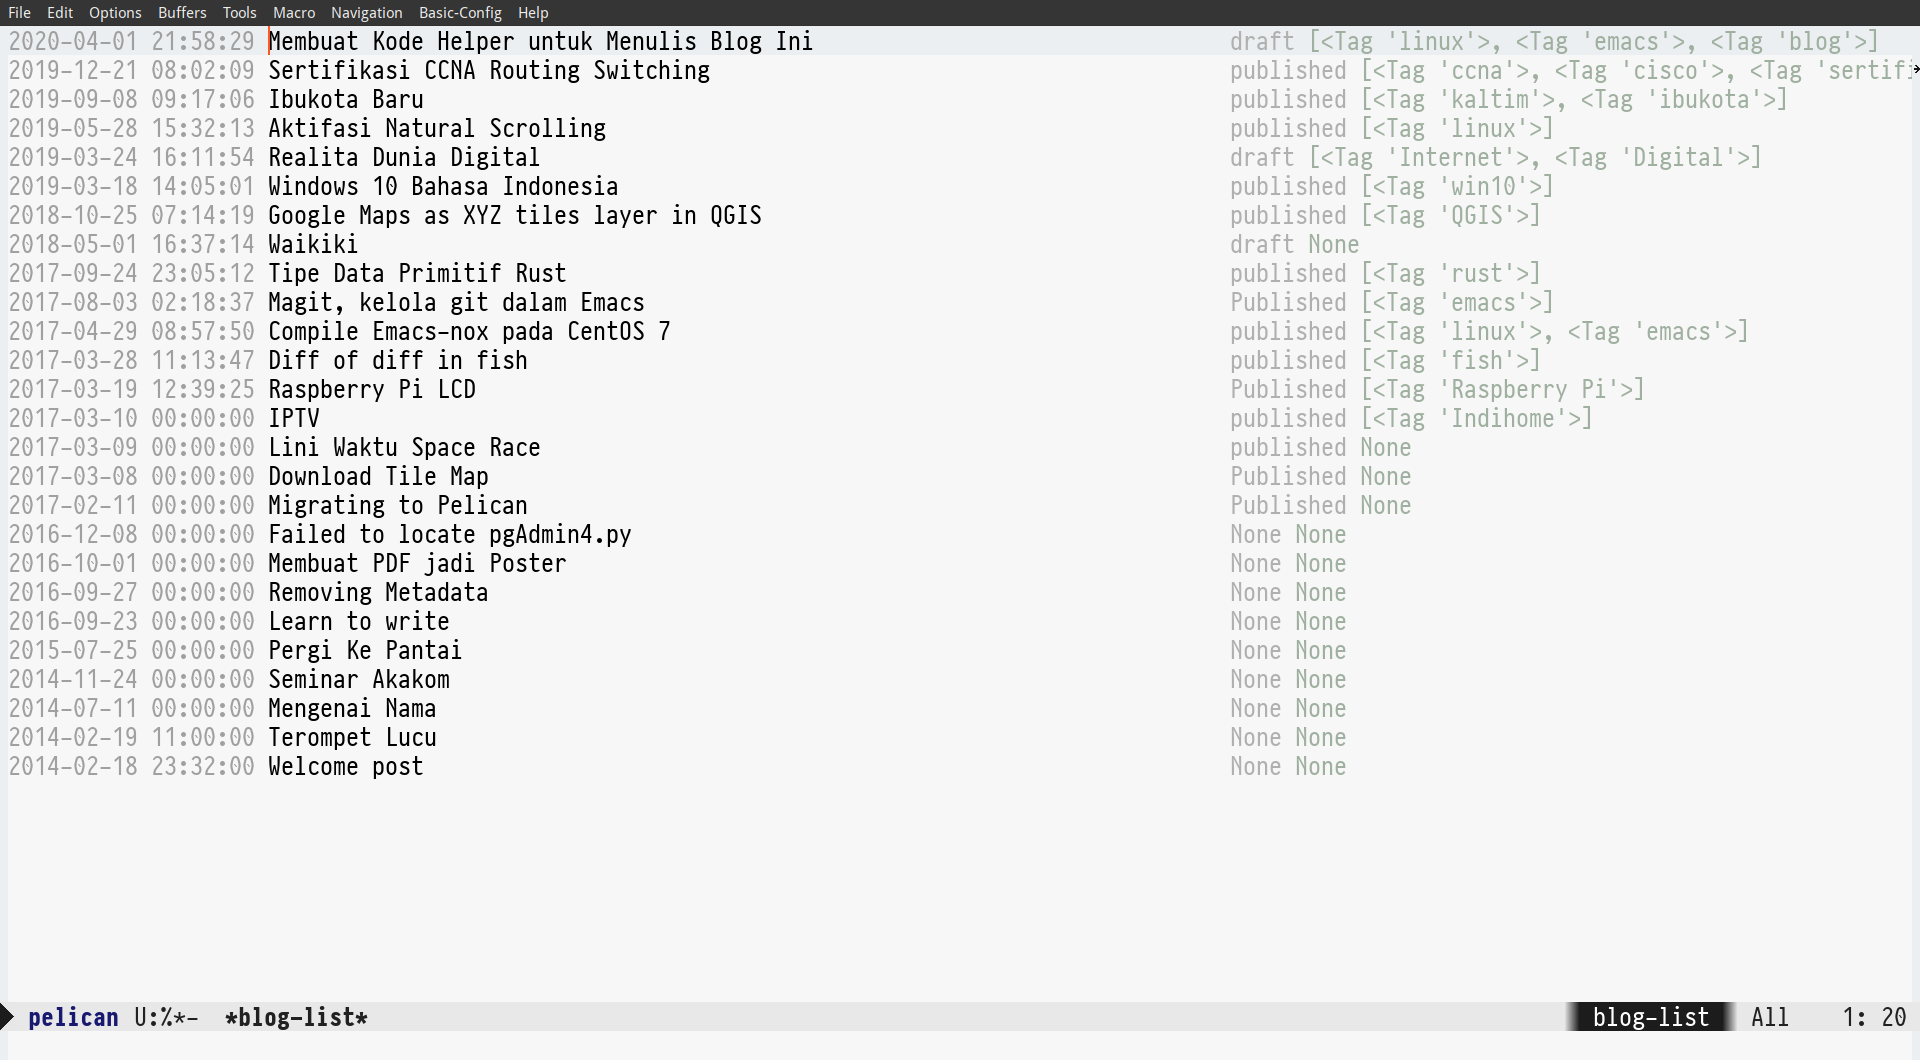 File Edit Options Buffers Tools Macro Navigation Basic-Config Help
2020-04-01 21:58:29 Membuat Kode Helper untuk Menulis Blog Ini draft [<Tag 'linux'>, <Tag 'emacs'>, <Tag 'blog'>]
2019-12-21 08:02:09 Sertifikasi CCNA Routing Switching published [<Tag 'ccna'>, <Tag 'cisco'>, <Tag 'sertifi
2019-09-08 09:17:06 Ibukota Baru published [<Tag 'kaltim'>, <Tag 'ibukota'>]
2019-05-28 15:32:13 Aktifasi Natural Scrolling published [<Tag 'linux'>]
2019-03-24 16:11:54 Realita Dunia Digital draft [<Tag 'Internet'>, <Tag 'Digital'>]
2019-03-18 14:05:01 Windows 10 Bahasa Indonesia published [<Tag 'win10'>]
2018-10-25 07:14:19 Google Maps as XYZ tiles layer in QGIS published [<Tag 'QGIS'>]
2018-05-01 16:37:14 Waikiki draft None
2017-09-24 23:05:12 Tipe Data Primitif Rust published [<Tag 'rust'>]
2017-08-03 02:18:37 Magit, kelola git dalam Emacs Published [<Tag 'emacs'>]
2017-04-29 08:57:50 Compile Emacs-nox pada CentOS 7 published [<Tag 'linux'>, <Tag 'emacs'>]
2017-03-28 11:13:47 Diff of diff in fish published [<Tag 'fish'>]
2017-03-19 12:39:25 Raspberry Pi LCD Published [<Tag 'Raspberry Pi'>]
2017-03-10 00:00:00 IPTV published [<Tag 'Indihome'>]
2017-03-09 00:00:00 Lini Waktu Space Race published None
2017-03-08 00:00:00 Download Tile Map Published None
2017-02-11 00:00:00 Migrating to Pelican Published None
2016-12-08 00:00:00 Failed to locate pgAdmin4.py None None
2016-10-01 00:00:00 Membuat PDF jadi Poster None None
2016-09-27 00:00:00 Removing Metadata None None
2016-09-23 00:00:00 Learn to write None None
2015-07-25 00:00:00 Pergi Ke Pantai None None
2014-11-24 00:00:00 Seminar Akakom None None
2014-07-11 00:00:00 Mengenai Nama None None
2014-02-19 11:00:00 Terompet Lucu None None
2014-02-18 23:32:00 Welcome post None None
pelican U:%*- *blog-list* blog-list All 1: 20